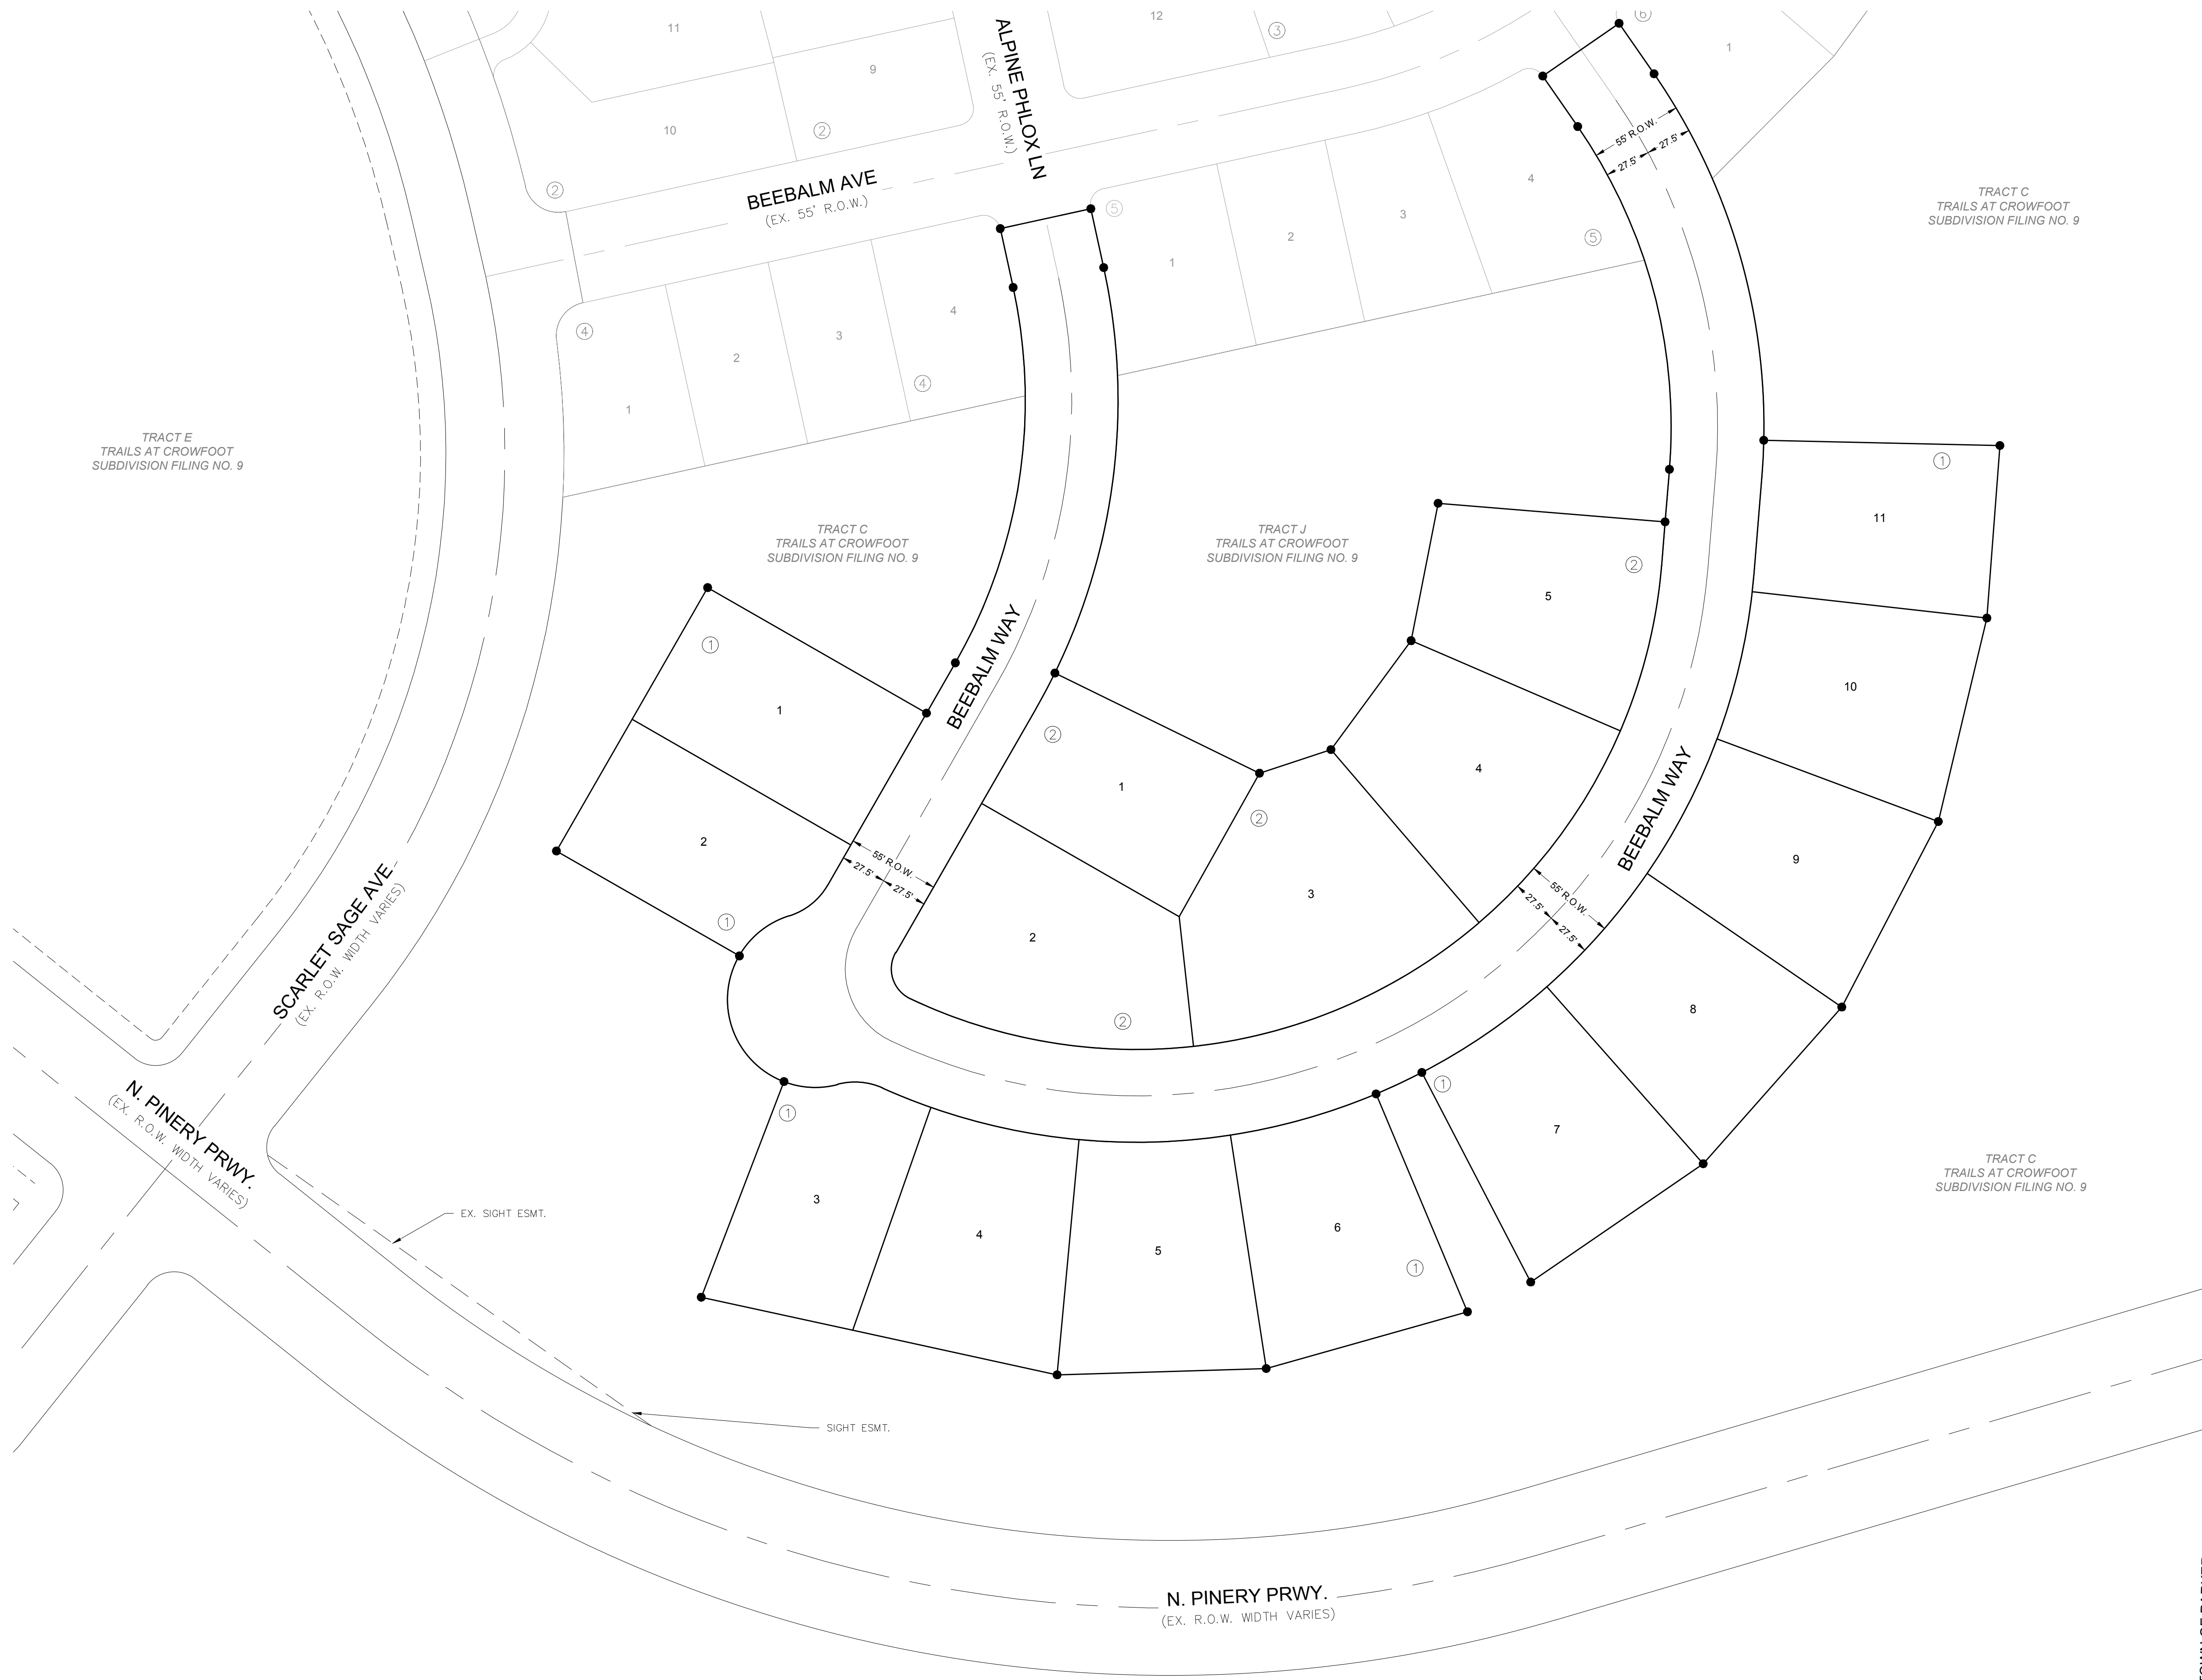 11
12
③
⑥
1
9
10
②
②
ALPINE PHLOX LN
(EX. 55' R.O.W.)
BEEBALM AVE
(EX. 55' R.O.W.)
55' R.O.W.
27.5'
27.5'
TRACT C
TRAILS AT CROWFOOT
SUBDIVISION FILING NO. 9
⑤
1
2
3
4
⑤
④
1
2
3
4
④
TRACT E
TRAILS AT CROWFOOT
SUBDIVISION FILING NO. 9
TRACT C
TRAILS AT CROWFOOT
SUBDIVISION FILING NO. 9
TRACT J
TRAILS AT CROWFOOT
SUBDIVISION FILING NO. 9
①
11
②
5
①
1
BEEBALM WAY
②
1
10
4
BEEBALM WAY
②
2
55' R.O.W.
27.5'
27.5'
3
9
55' R.O.W.
27.5'
27.5'
①
2
②
8
SCARLET SAGE AVE
(EX. R.O.W. WIDTH VARIES)
N. PINERY PRWY.
(EX. R.O.W. WIDTH VARIES)
①
①
7
3
4
5
6
①
TRACT C
TRAILS AT CROWFOOT
SUBDIVISION FILING NO. 9
EX. SIGHT ESMT.
SIGHT ESMT.
N. PINERY PRWY.
(EX. R.O.W. WIDTH VARIES)